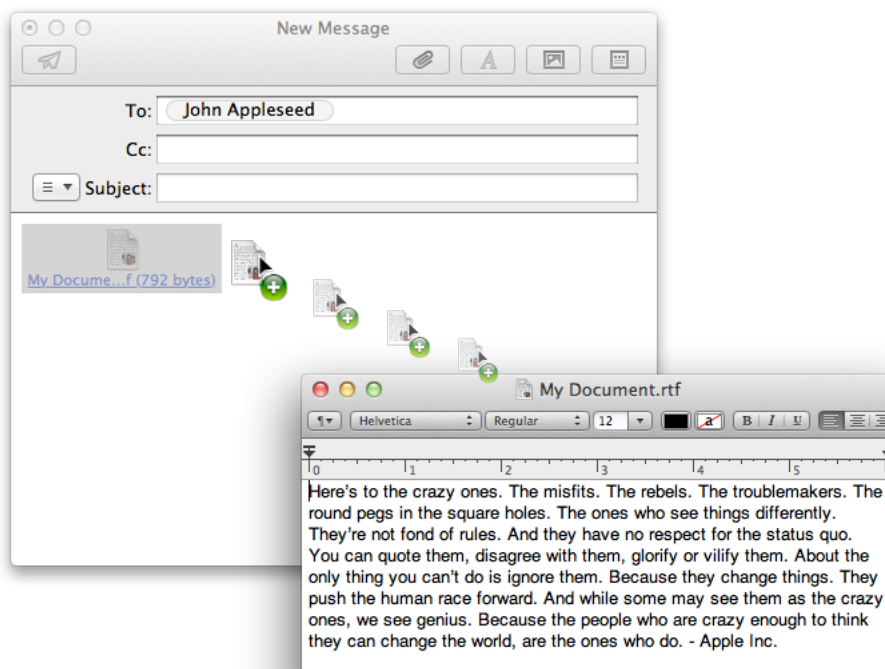 New Message
To: John Appleseed
Cc:
Subject:
My Docume...f (792 bytes)
My Document.rtf
¶ Helvetica Regular 12 a B I U
0 1 2 3 4 5
Here's to the crazy ones. The misfits. The rebels. The troublemakers. The
round pegs in the square holes. The ones who see things differently.
They're not fond of rules. And they have no respect for the status quo.
You can quote them, disagree with them, glorify or vilify them. About the
only thing you can't do is ignore them. Because they change things. They
push the human race forward. And while some may see them as the crazy
ones, we see genius. Because the people who are crazy enough to think
they can change the world, are the ones who do. - Apple Inc.